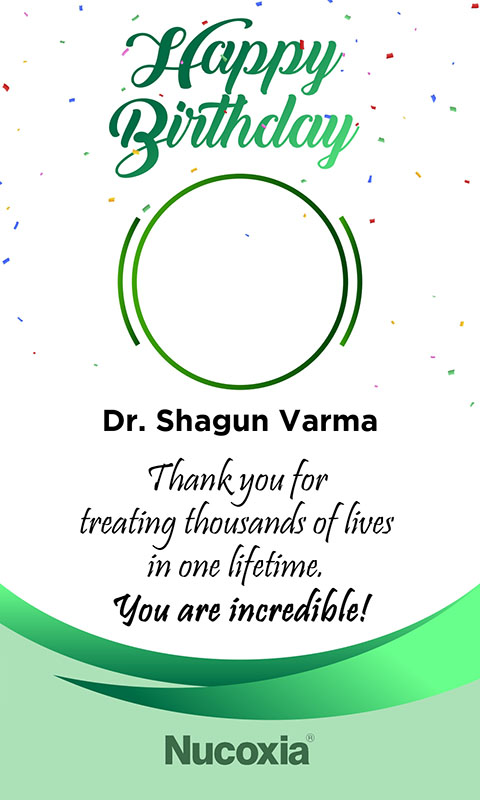 Happy
Birthday
Dr. Shagun Varma
Thank you for
treating thousands of lives
in one lifetime.
You are incredible!
Nucoxia®